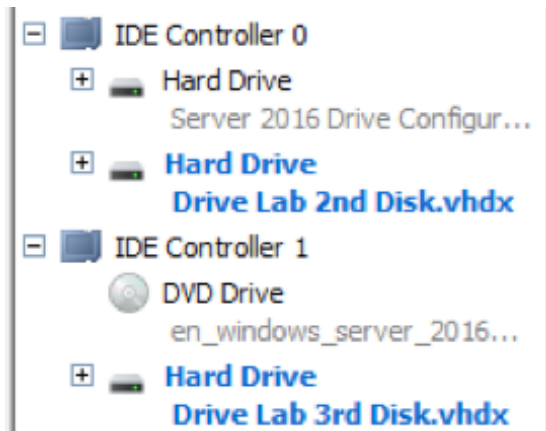 IDE Controller 0
Hard Drive
Server 2016 Drive Configur...
Hard Drive
Drive Lab 2nd Disk.vhdx
IDE Controller 1
DVD Drive
en_windows_server_2016...
Hard Drive
Drive Lab 3rd Disk.vhdx